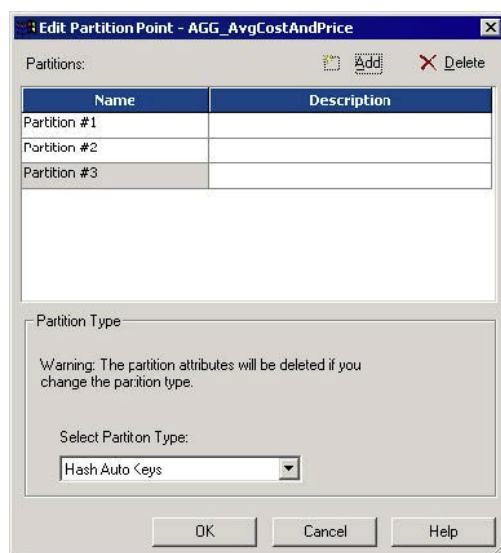 Edit Partition Point - AGG_AvgCostAndPrice
Partitions: Add Delete
Name Description
Partition #1
Partition #2
Partition #3
Partition Type
Warning: The partition attributes will be deleted if you
change the partition type.
Select Partiton Type:
Hash Auto Keys
OK Cancel Help